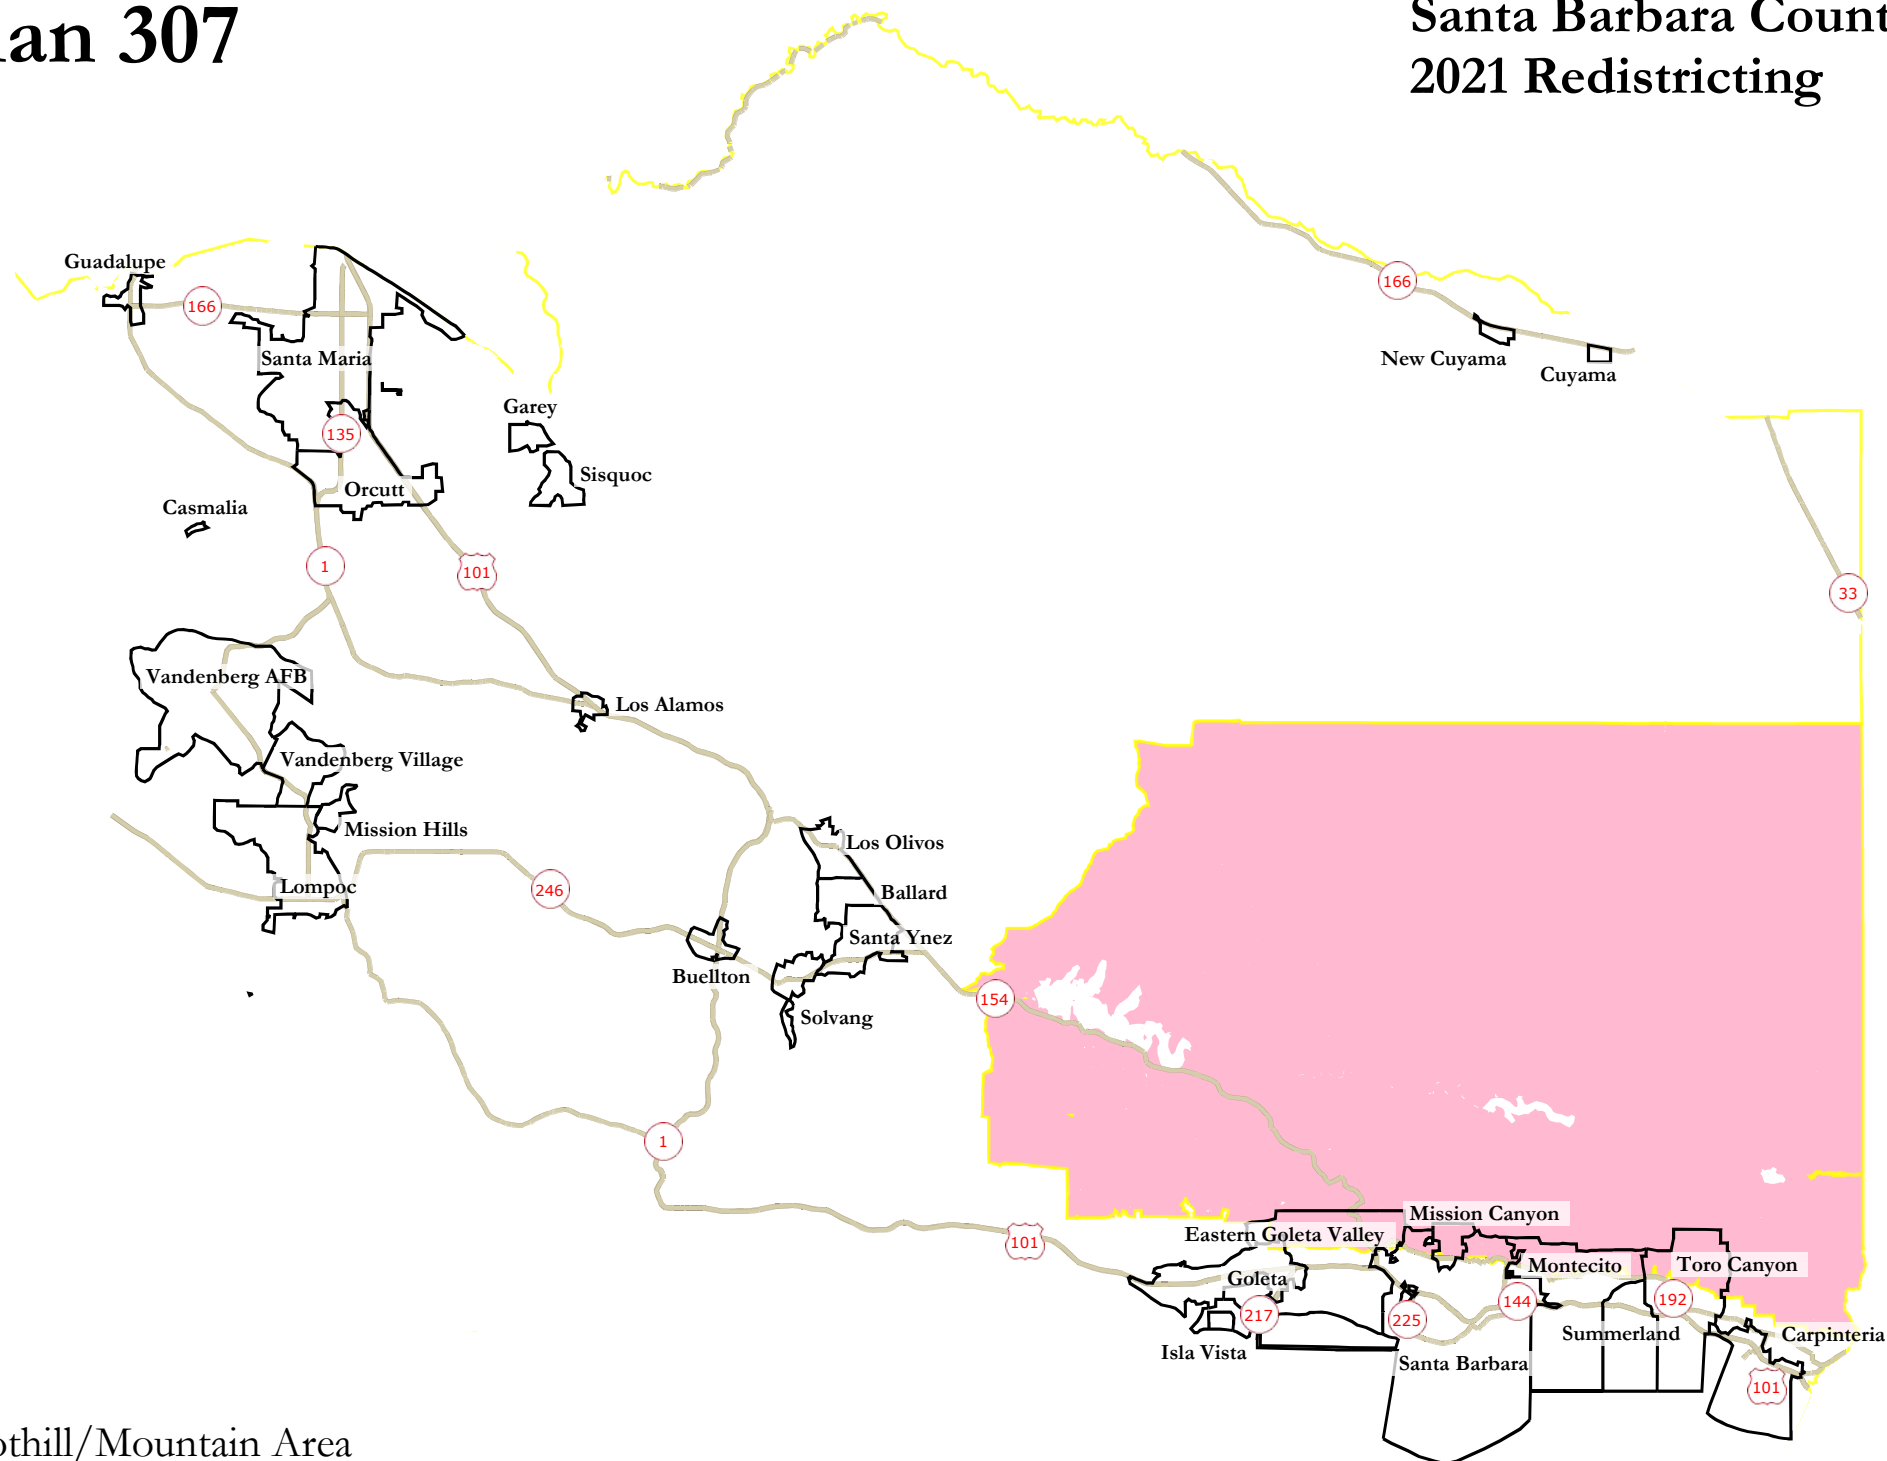 lan 307
Santa Barbara Count
2021 Redistricting
Guadalupe
166
166
Santa Maria
New Cuyama
Cuyama
Garey
135
Sisquoc
Orcutt
Casmalia
1
101
33
Vandenberg AFB
Los Alamos
Vandenberg Village
Mission Hills
Los Olivos
Lompoc
246
Ballard
Santa Ynez
Buellton
154
Solvang
1
Mission Canyon
Eastern Goleta Valley
101
Montecito
Toro Canyon
Goleta
144
192
217
225
Summerland
Carpinteria
Isla Vista
Santa Barbara
101
othill/Mountain Area